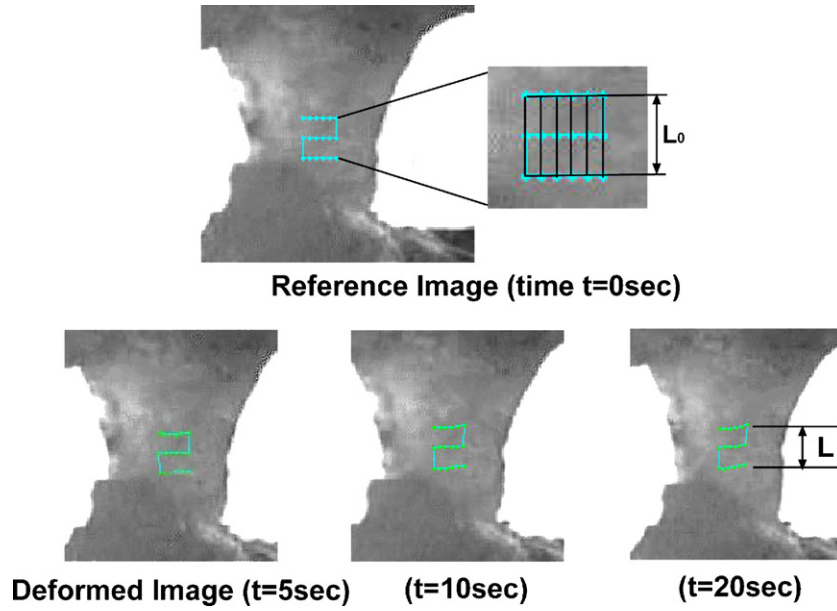 L₀
Reference Image (time t=0sec)
L
Deformed Image (t=5sec)
(t=10sec)
(t=20sec)